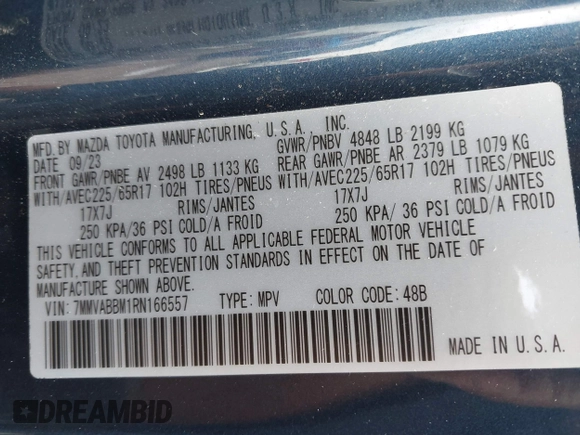 MFD. BY MAZDA TOYOTA MANUFACTURING, U.S.A. INC.
DATE 09/23 GVWR/PNBV 4848 LB 2199 KG
FRONT GAWR/PNBE AV 2498 LB 1133 KG REAR GAWR/PNBE AR 2379 LB 1079 KG
WITH/AVEC225/65R17 102H TIRES/PNEUS WITH/AVEC225/65R17 102H TIRES/PNEUS
17X7J RIMS/JANTES 17X7J RIMS/JANTES
250 KPA/ 36 PSI COLD/A FROID 250 KPA/ 36 PSI COLD/A FROID
THIS VEHICLE CONFORMS TO ALL APPLICABLE FEDERAL MOTOR VEHICLE
SAFETY, AND THEFT PREVENTION STANDARDS IN EFFECT ON THE DATE OF
MANUFACTURE SHOWN ABOVE.
VIN: 7MMVABBM1RN166557 TYPE: MPV COLOR CODE: 48B
MADE IN U.S.A.
DREAMBID